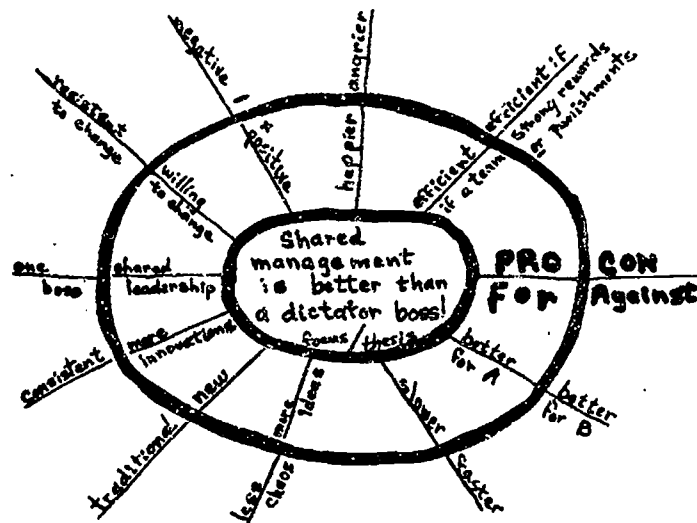 Shared
management
is better than
a dictator boss!
focus / thesis
PRO
For
CON
Against
better
for A
better
for B
slower
faster
more
ideas
less
chaos
new
traditional
more
innovations
consistent
shared
leadership
one
boss
willing
to change
resistent
to change
+
positive
-
negative
happier
angrier
efficient
if a team
efficient if
strong rewards
or punishments